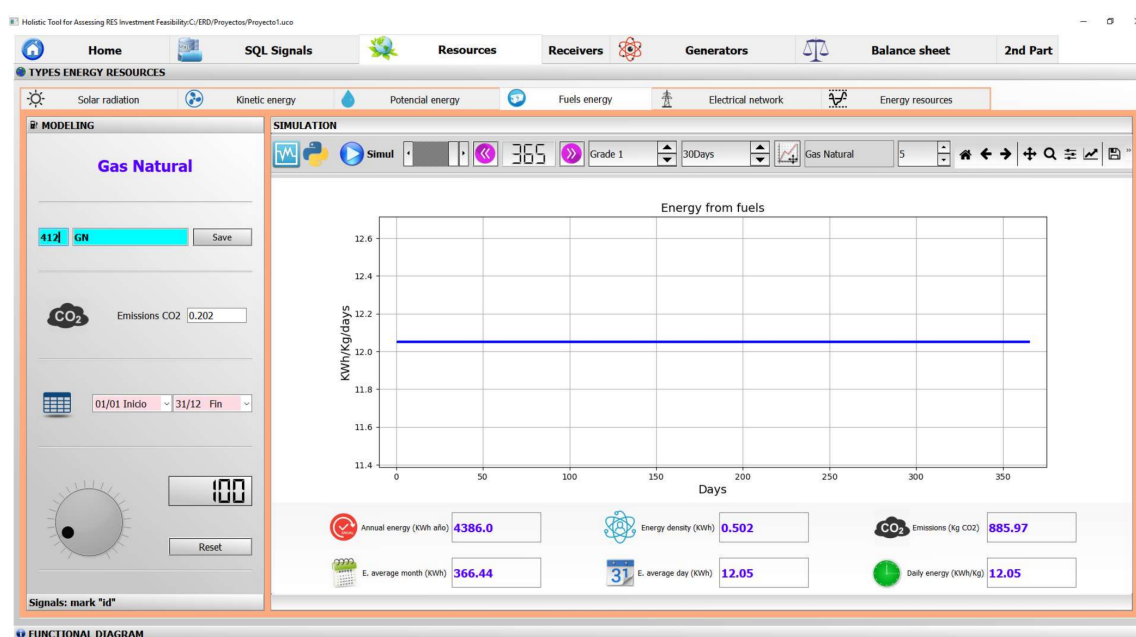 Holistic Tool for Assessing RES Investment Feasibility:C:/ERD/Proyectos/Proyecto1.uco
Home SQL Signals Resources Receivers Generators Balance sheet 2nd Part
TYPES ENERGY RESOURCES
Solar radiation Kinetic energy Potencial energy Fuels energy Electrical network Energy resources
MODELING
SIMULATION
Gas Natural
Simul 365 Grade 1 30Days Gas Natural 5
412 GN Save
CO2 Emissions CO2 0.202
01/01 Inicio 31/12 Fin
100
Reset
Signals: mark "id"
Energy from fuels
KWh/Kg/days
12.6
12.4
12.2
12.0
11.8
11.6
11.4
0 50 100 150 200 250 300 350
Days
Annual energy (KWh año) 4386.0 Energy density (KWh) 0.502 CO2 Emissions (Kg CO2) 885.97
E. average month (KWh) 366.44 31 E. average day (KWh) 12.05 Daily energy (KWh/Kg) 12.05
FUNCTIONAL DIAGRAM